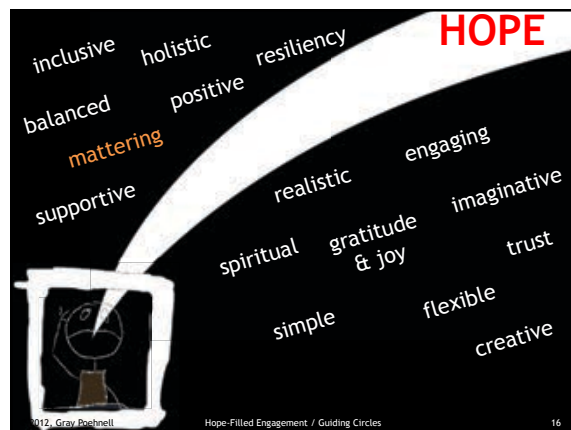 HOPE
inclusive
holistic
resiliency
balanced
positive
mattering
supportive
engaging
realistic
imaginative
spiritual
gratitude
& joy
trust
simple
flexible
creative
2012, Gray Poehnell
Hope-Filled Engagement / Guiding Circles
16